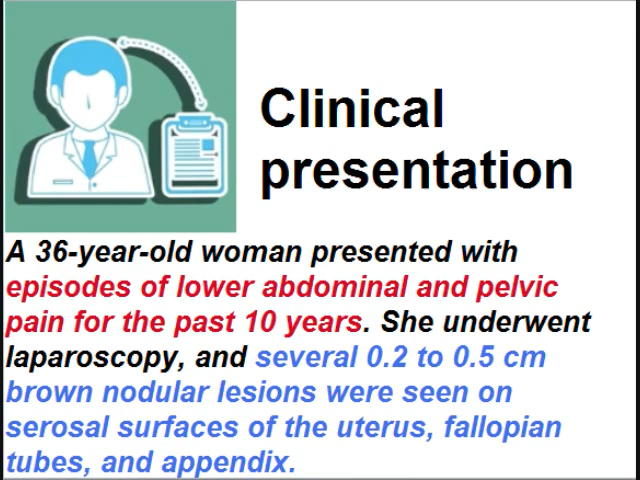 Clinical
presentation
A 36-year-old woman presented with
episodes of lower abdominal and pelvic
pain for the past 10 years. She underwent
laparoscopy, and several 0.2 to 0.5 cm
brown nodular lesions were seen on
serosal surfaces of the uterus, fallopian
tubes, and appendix.